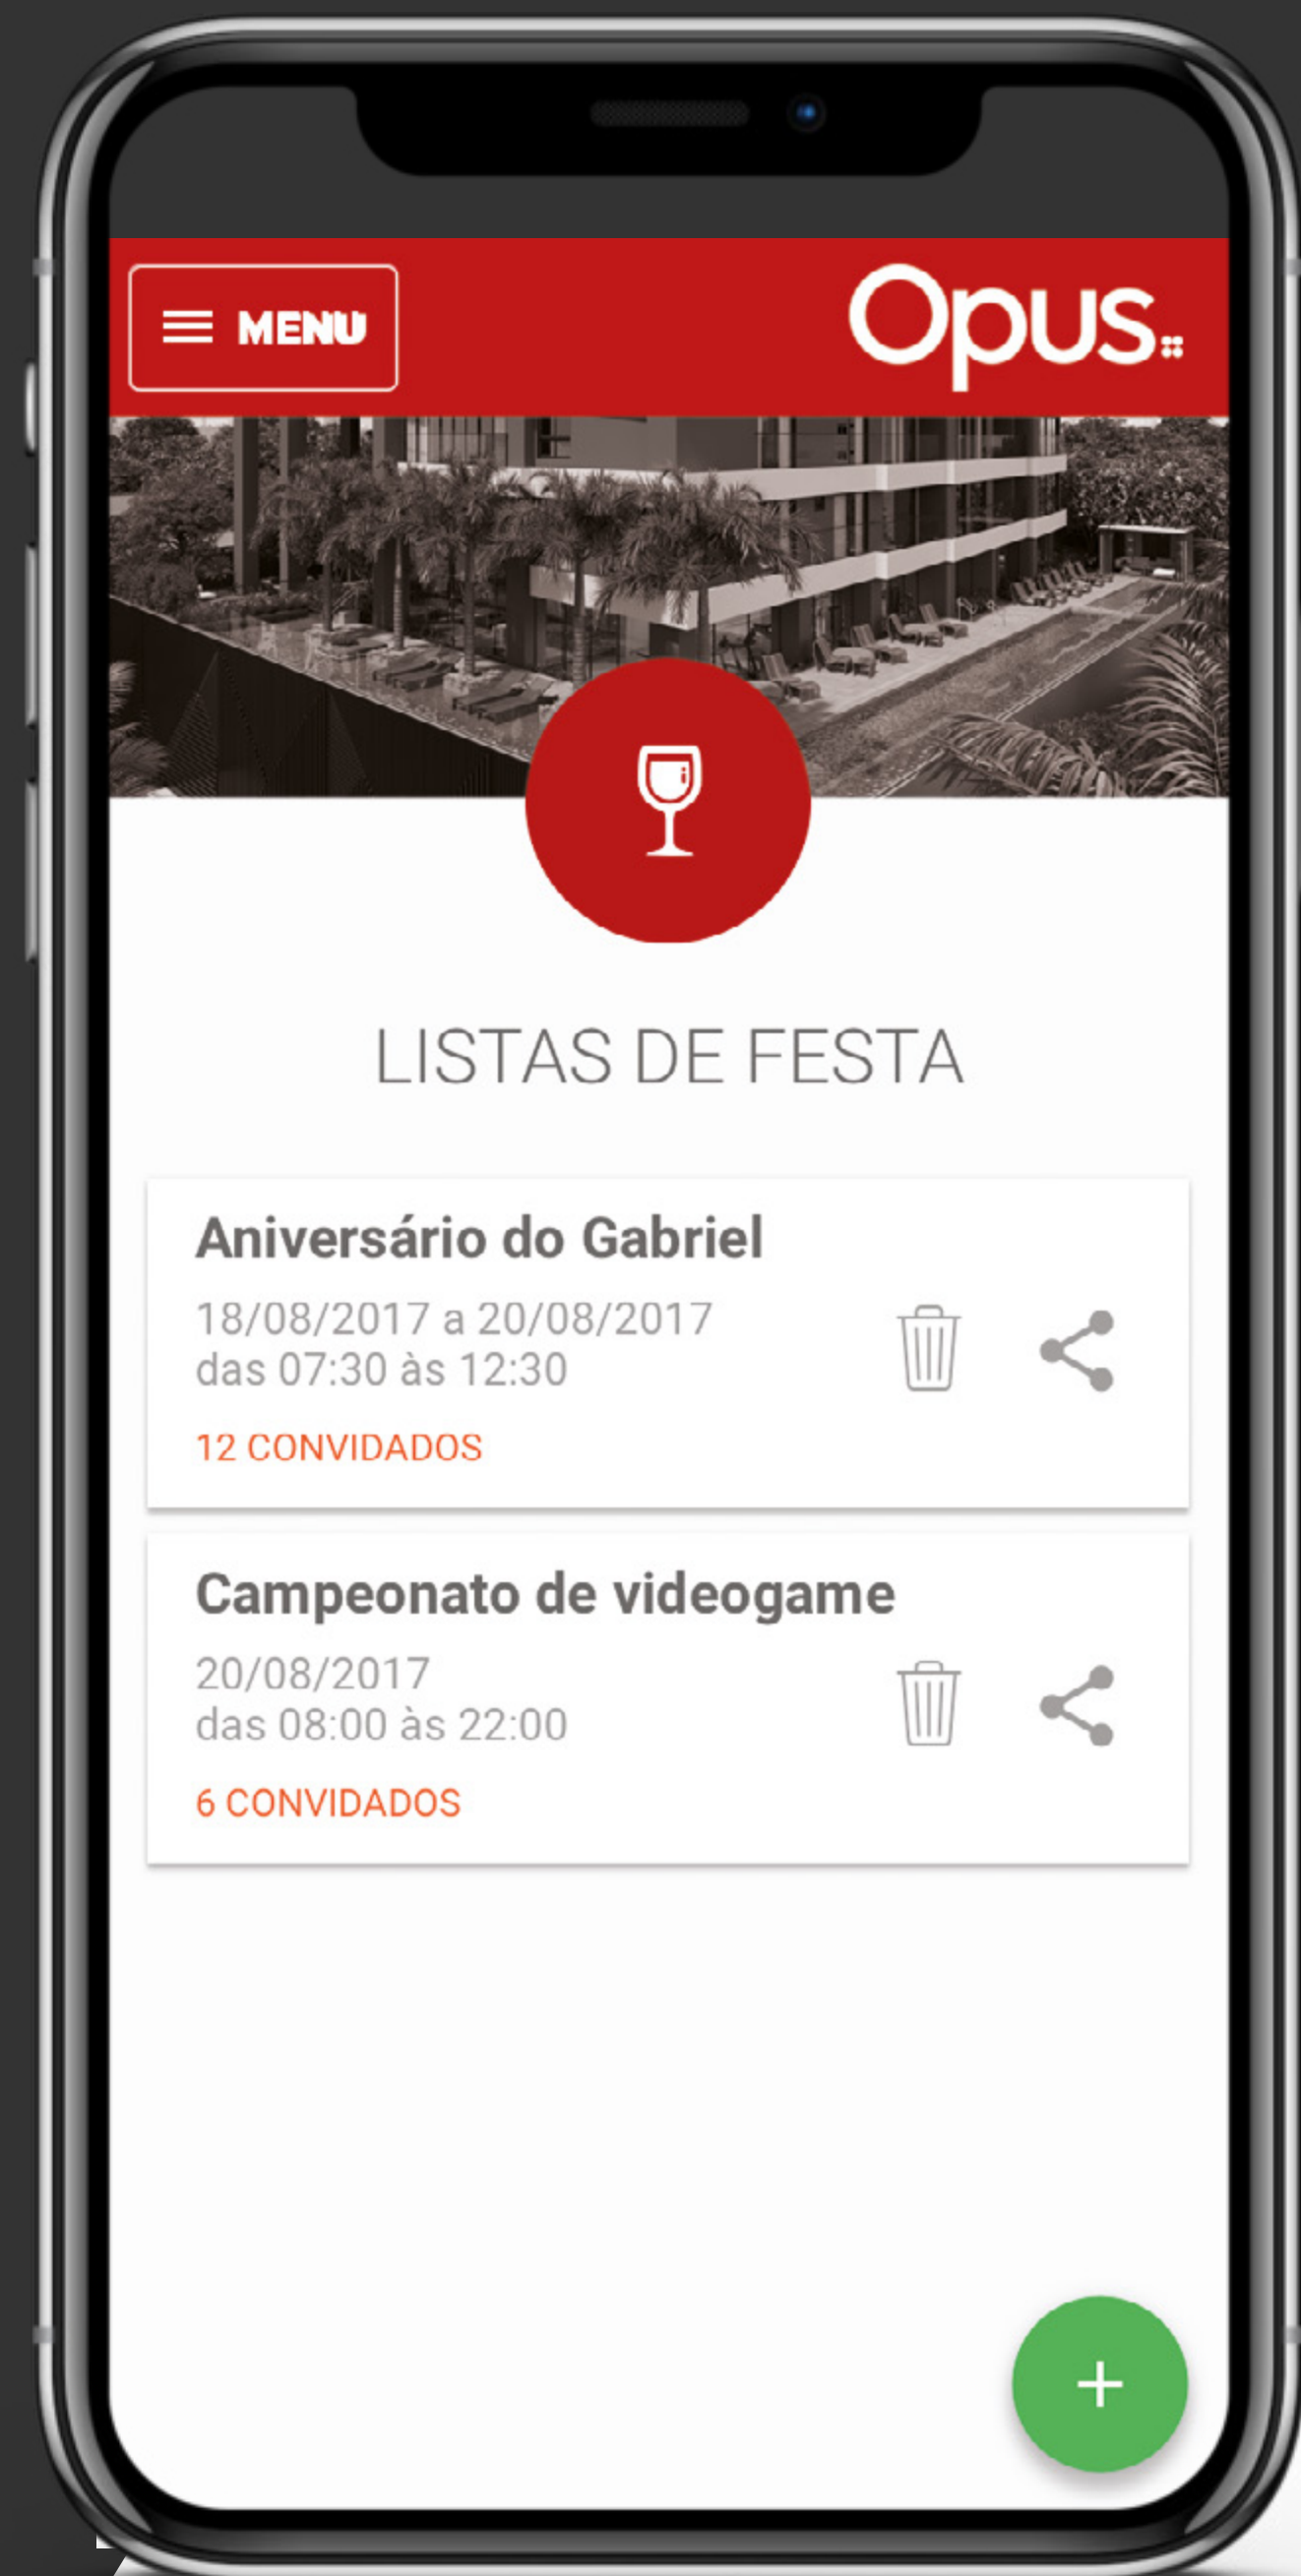 MENU
Opus
LISTAS DE FESTA
Aniversário do Gabriel
18/08/2017 a 20/08/2017
das 07:30 às 12:30
12 CONVIDADOS
Campeonato de videogame
20/08/2017
das 08:00 às 22:00
6 CONVIDADOS
+